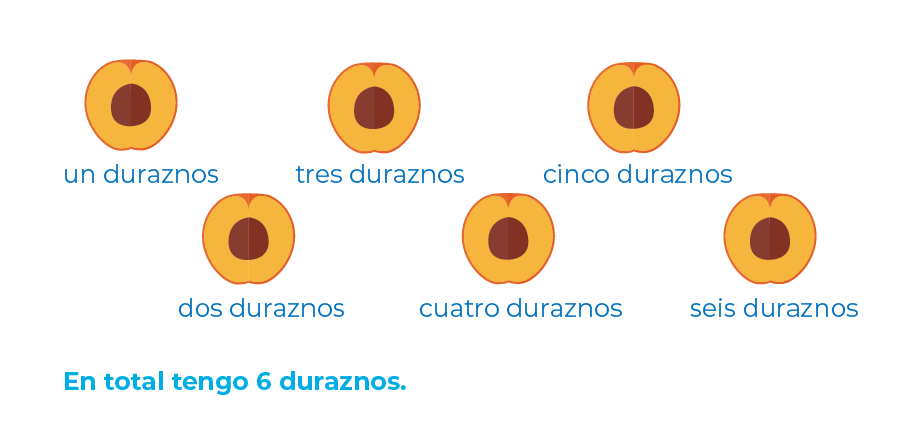 un duraznos
tres duraznos
cinco duraznos
dos duraznos
cuatro duraznos
seis duraznos
En total tengo 6 duraznos.